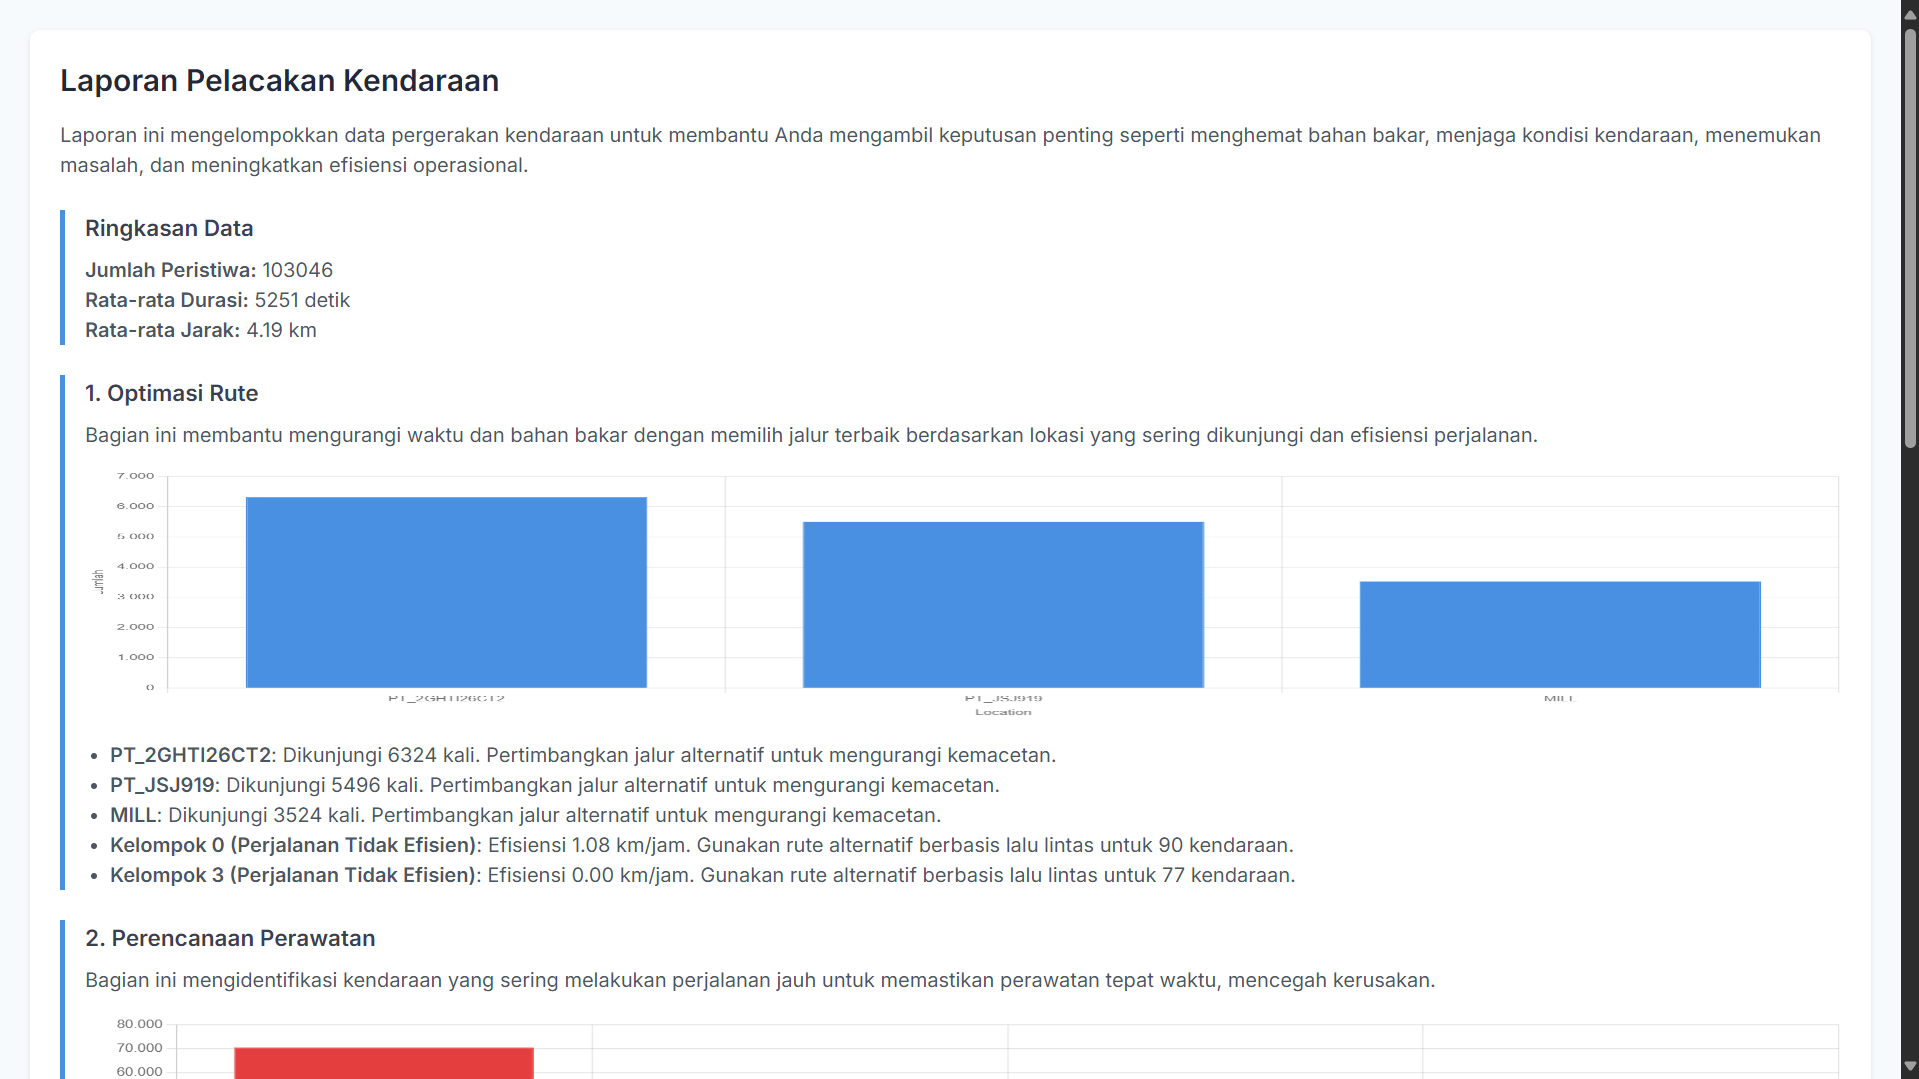 Laporan Pelacakan Kendaraan
Laporan ini mengelompokkan data pergerakan kendaraan untuk membantu Anda mengambil keputusan penting seperti menghemat bahan bakar, menjaga kondisi kendaraan, menemukan
masalah, dan meningkatkan efisiensi operasional.
Ringkasan Data
Jumlah Peristiwa: 103046
Rata-rata Durasi: 5251 detik
Rata-rata Jarak: 4.19 km
1. Optimasi Rute
Bagian ini membantu mengurangi waktu dan bahan bakar dengan memilih jalur terbaik berdasarkan lokasi yang sering dikunjungi dan efisiensi perjalanan.
7.000
6.000
5.000
4.000
3.000
2.000
1.000
0
Jumlah
PT_2GHTI26CT2
PT_JSJ919
MILL
Location
• PT_2GHTI26CT2: Dikunjungi 6324 kali. Pertimbangkan jalur alternatif untuk mengurangi kemacetan.
• PT_JSJ919: Dikunjungi 5496 kali. Pertimbangkan jalur alternatif untuk mengurangi kemacetan.
• MILL: Dikunjungi 3524 kali. Pertimbangkan jalur alternatif untuk mengurangi kemacetan.
• Kelompok 0 (Perjalanan Tidak Efisien): Efisiensi 1.08 km/jam. Gunakan rute alternatif berbasis lalu lintas untuk 90 kendaraan.
• Kelompok 3 (Perjalanan Tidak Efisien): Efisiensi 0.00 km/jam. Gunakan rute alternatif berbasis lalu lintas untuk 77 kendaraan.
2. Perencanaan Perawatan
Bagian ini mengidentifikasi kendaraan yang sering melakukan perjalanan jauh untuk memastikan perawatan tepat waktu, mencegah kerusakan.
80.000
70.000
60.000